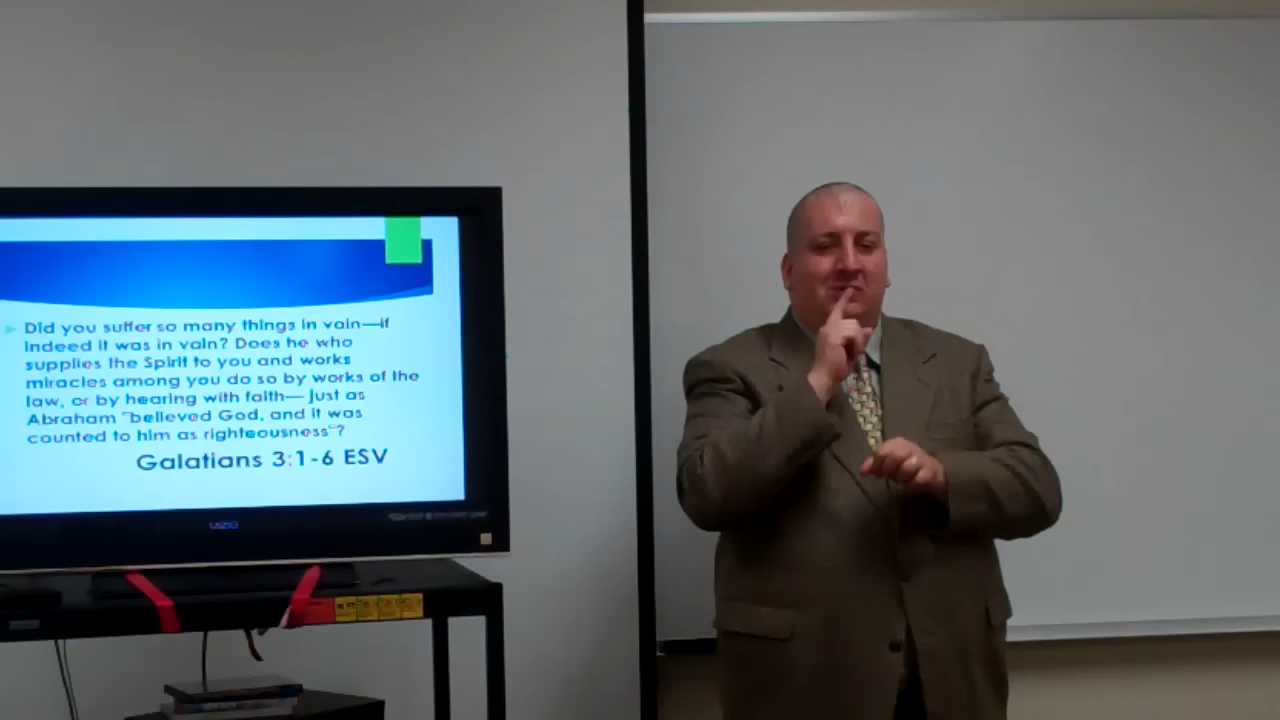 Did you suffer so many things in vain—if
indeed it was in vain? Does he who
supplies the Spirit to you and works
miracles among you do so by works of the
law, or by hearing with faith— just as
Abraham "believed God, and it was
counted to him as righteousness"?
Galatians 3:1-6 ESV
VIZIO